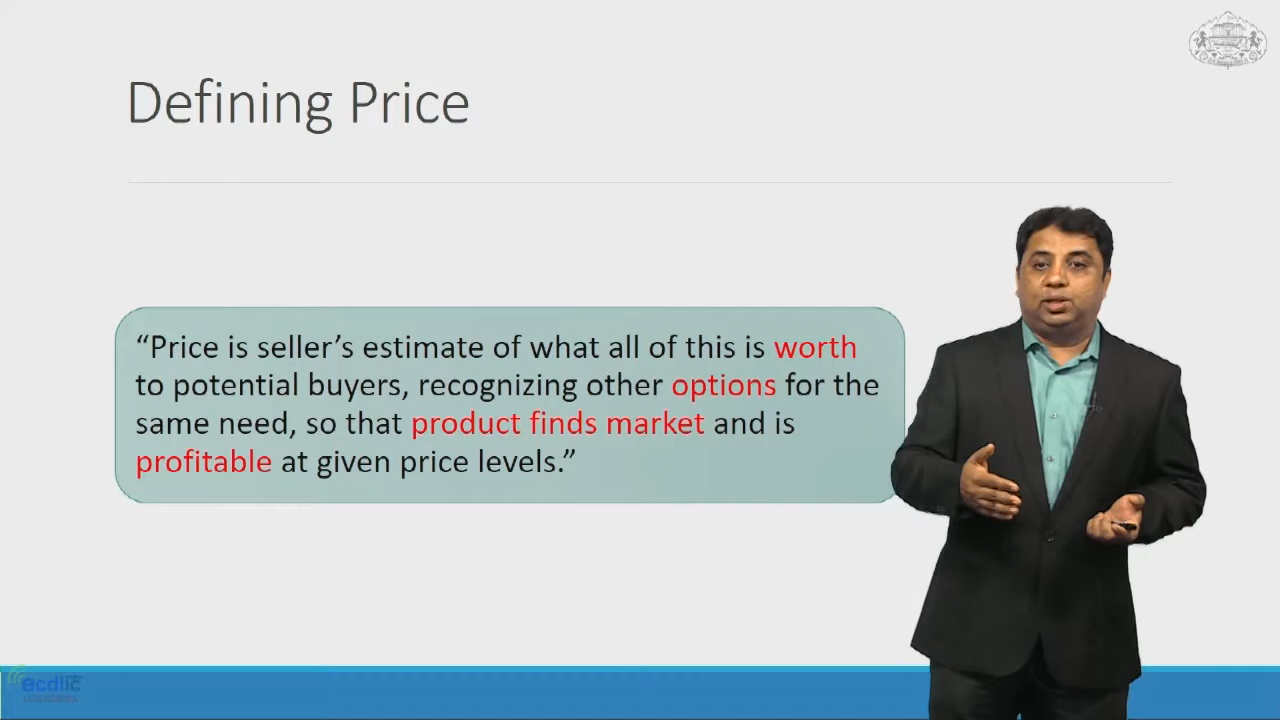 Defining Price
“Price is seller’s estimate of what all of this is worth
to potential buyers, recognizing other options for the
same need, so that product finds market and is
profitable at given price levels.”
ecdlic